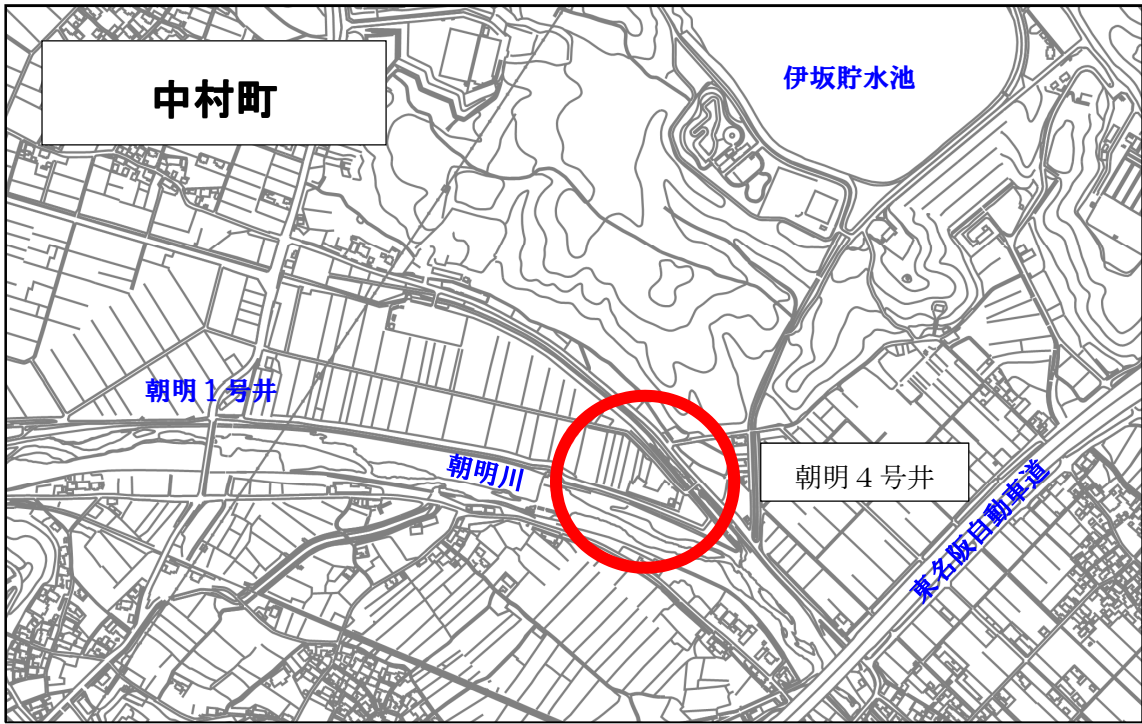 中村町
伊坂貯水池
朝明１号井
朝明川
朝明４号井
東名阪自動車道